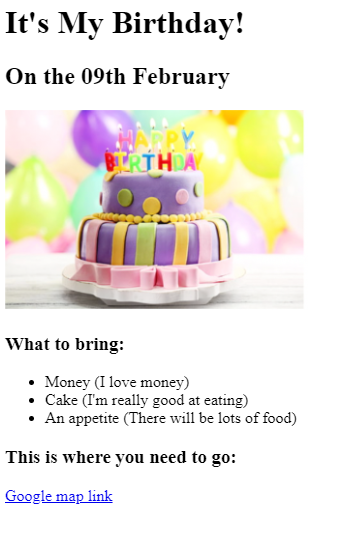 It's My Birthday!
On the 09th February
HAPPY
BIRTHDAY
What to bring:
Money (I love money)
Cake (I'm really good at eating)
An appetite (There will be lots of food)
This is where you need to go:
Google map link